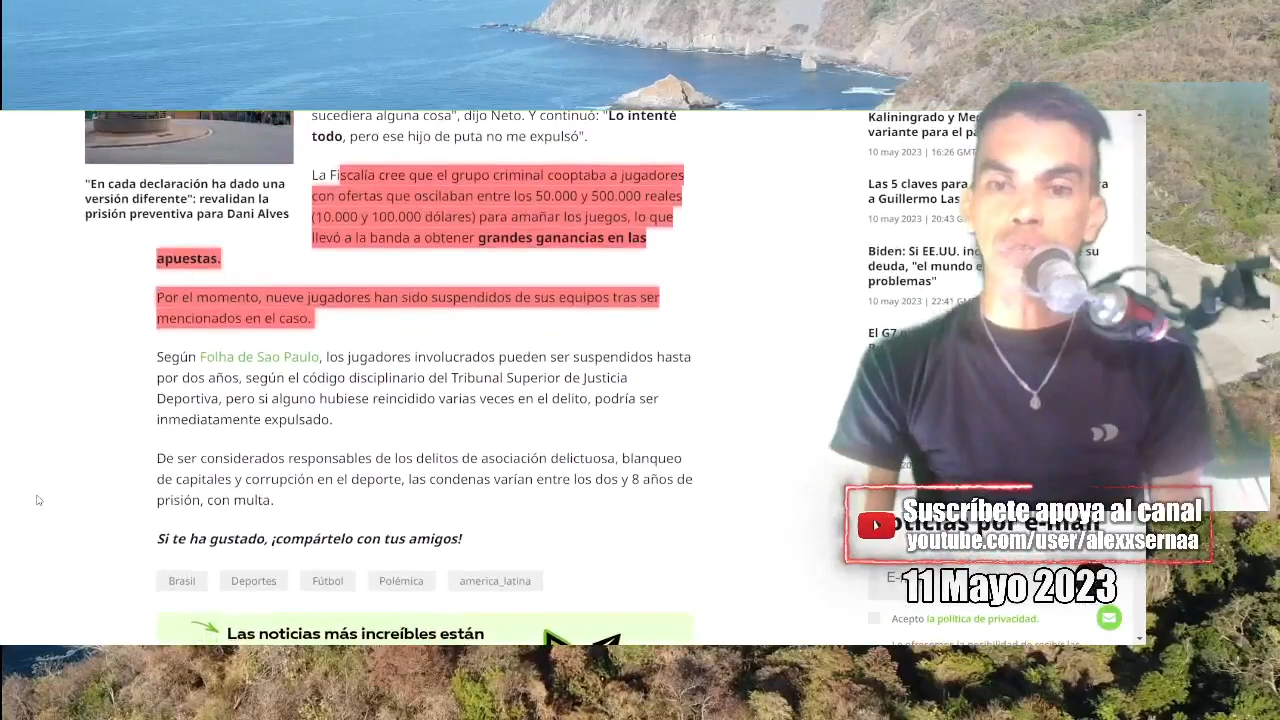 sucediera alguna cosa", dijo Neto. Y continuó: "Lo intenté
todo, pero ese hijo de puta no me expulsó".
"En cada declaración ha dado una
versión diferente": revalidan la
prisión preventiva para Dani Alves
La Fiscalía cree que el grupo criminal cooptaba a jugadores
con ofertas que oscilaban entre los 50.000 y 500.000 reales
(10.000 y 100.000 dólares) para amañar los juegos, lo que
llevó a la banda a obtener grandes ganancias en las
apuestas.
Por el momento, nueve jugadores han sido suspendidos de sus equipos tras ser
mencionados en el caso.
Según Folha de Sao Paulo, los jugadores involucrados pueden ser suspendidos hasta
por dos años, según el código disciplinario del Tribunal Superior de Justicia
Deportiva, pero si alguno hubiese reincidido varias veces en el delito, podría ser
inmediatamente expulsado.
De ser considerados responsables de los delitos de asociación delictuosa, blanqueo
de capitales y corrupción en el deporte, las condenas varían entre los dos y 8 años de
prisión, con multa.
Si te ha gustado, ¡compártelo con tus amigos!
Brasil Deportes Fútbol Polémica america_latina
Las noticias más increíbles están
Kaliningrado y
variante para el
10 may 2023 | 16:26 GMT
Las 5 claves para
a Guillermo
10 may 2023 | 20:43
Biden: Si EE.UU. su
deuda, "el mundo
problemas"
10 may 2023 | 22:41 GMT
El G7
Suscríbete apoya al canal
youtube.com/user/alexxsernaa
11 Mayo 2023
Acepto la política de privacidad.